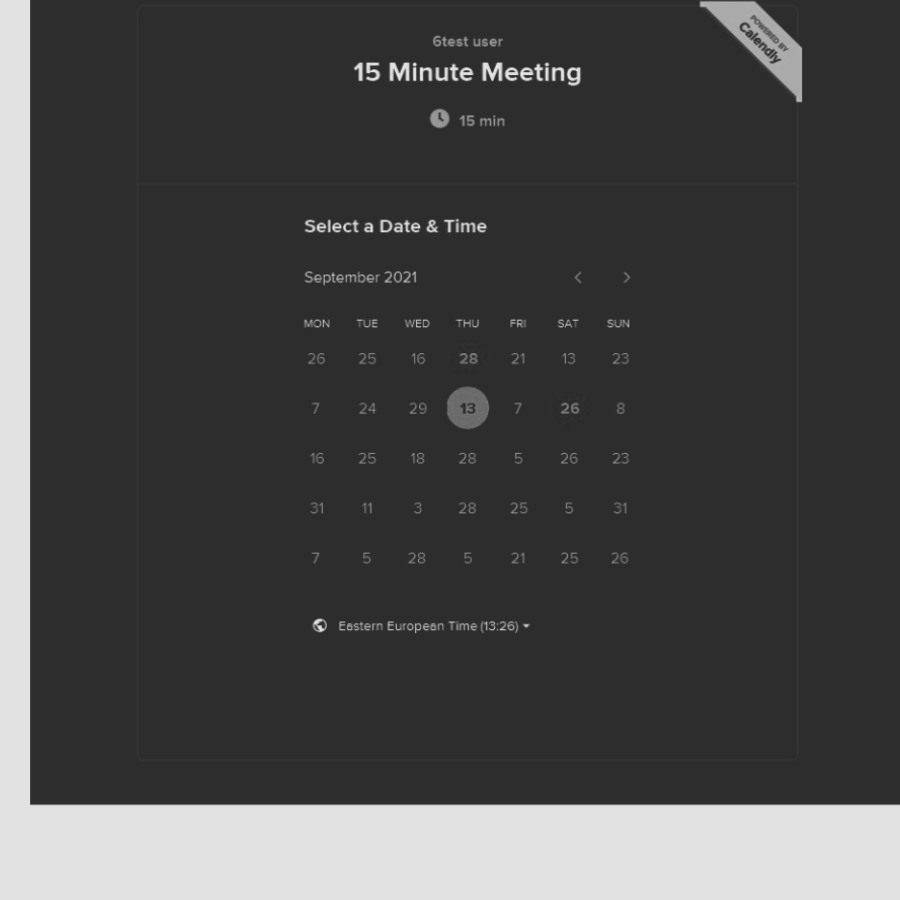 POWERED BY
Calendly
6test user
15 Minute Meeting
15 min
Select a Date & Time
September 2021
MON TUE WED THU FRI SAT SUN
26 25 16 28 21 13 23
7 24 29 13 7 26 8
16 25 18 28 5 26 23
31 11 3 28 25 5 31
7 5 28 5 21 25 26
Eastern European Time (13:26)